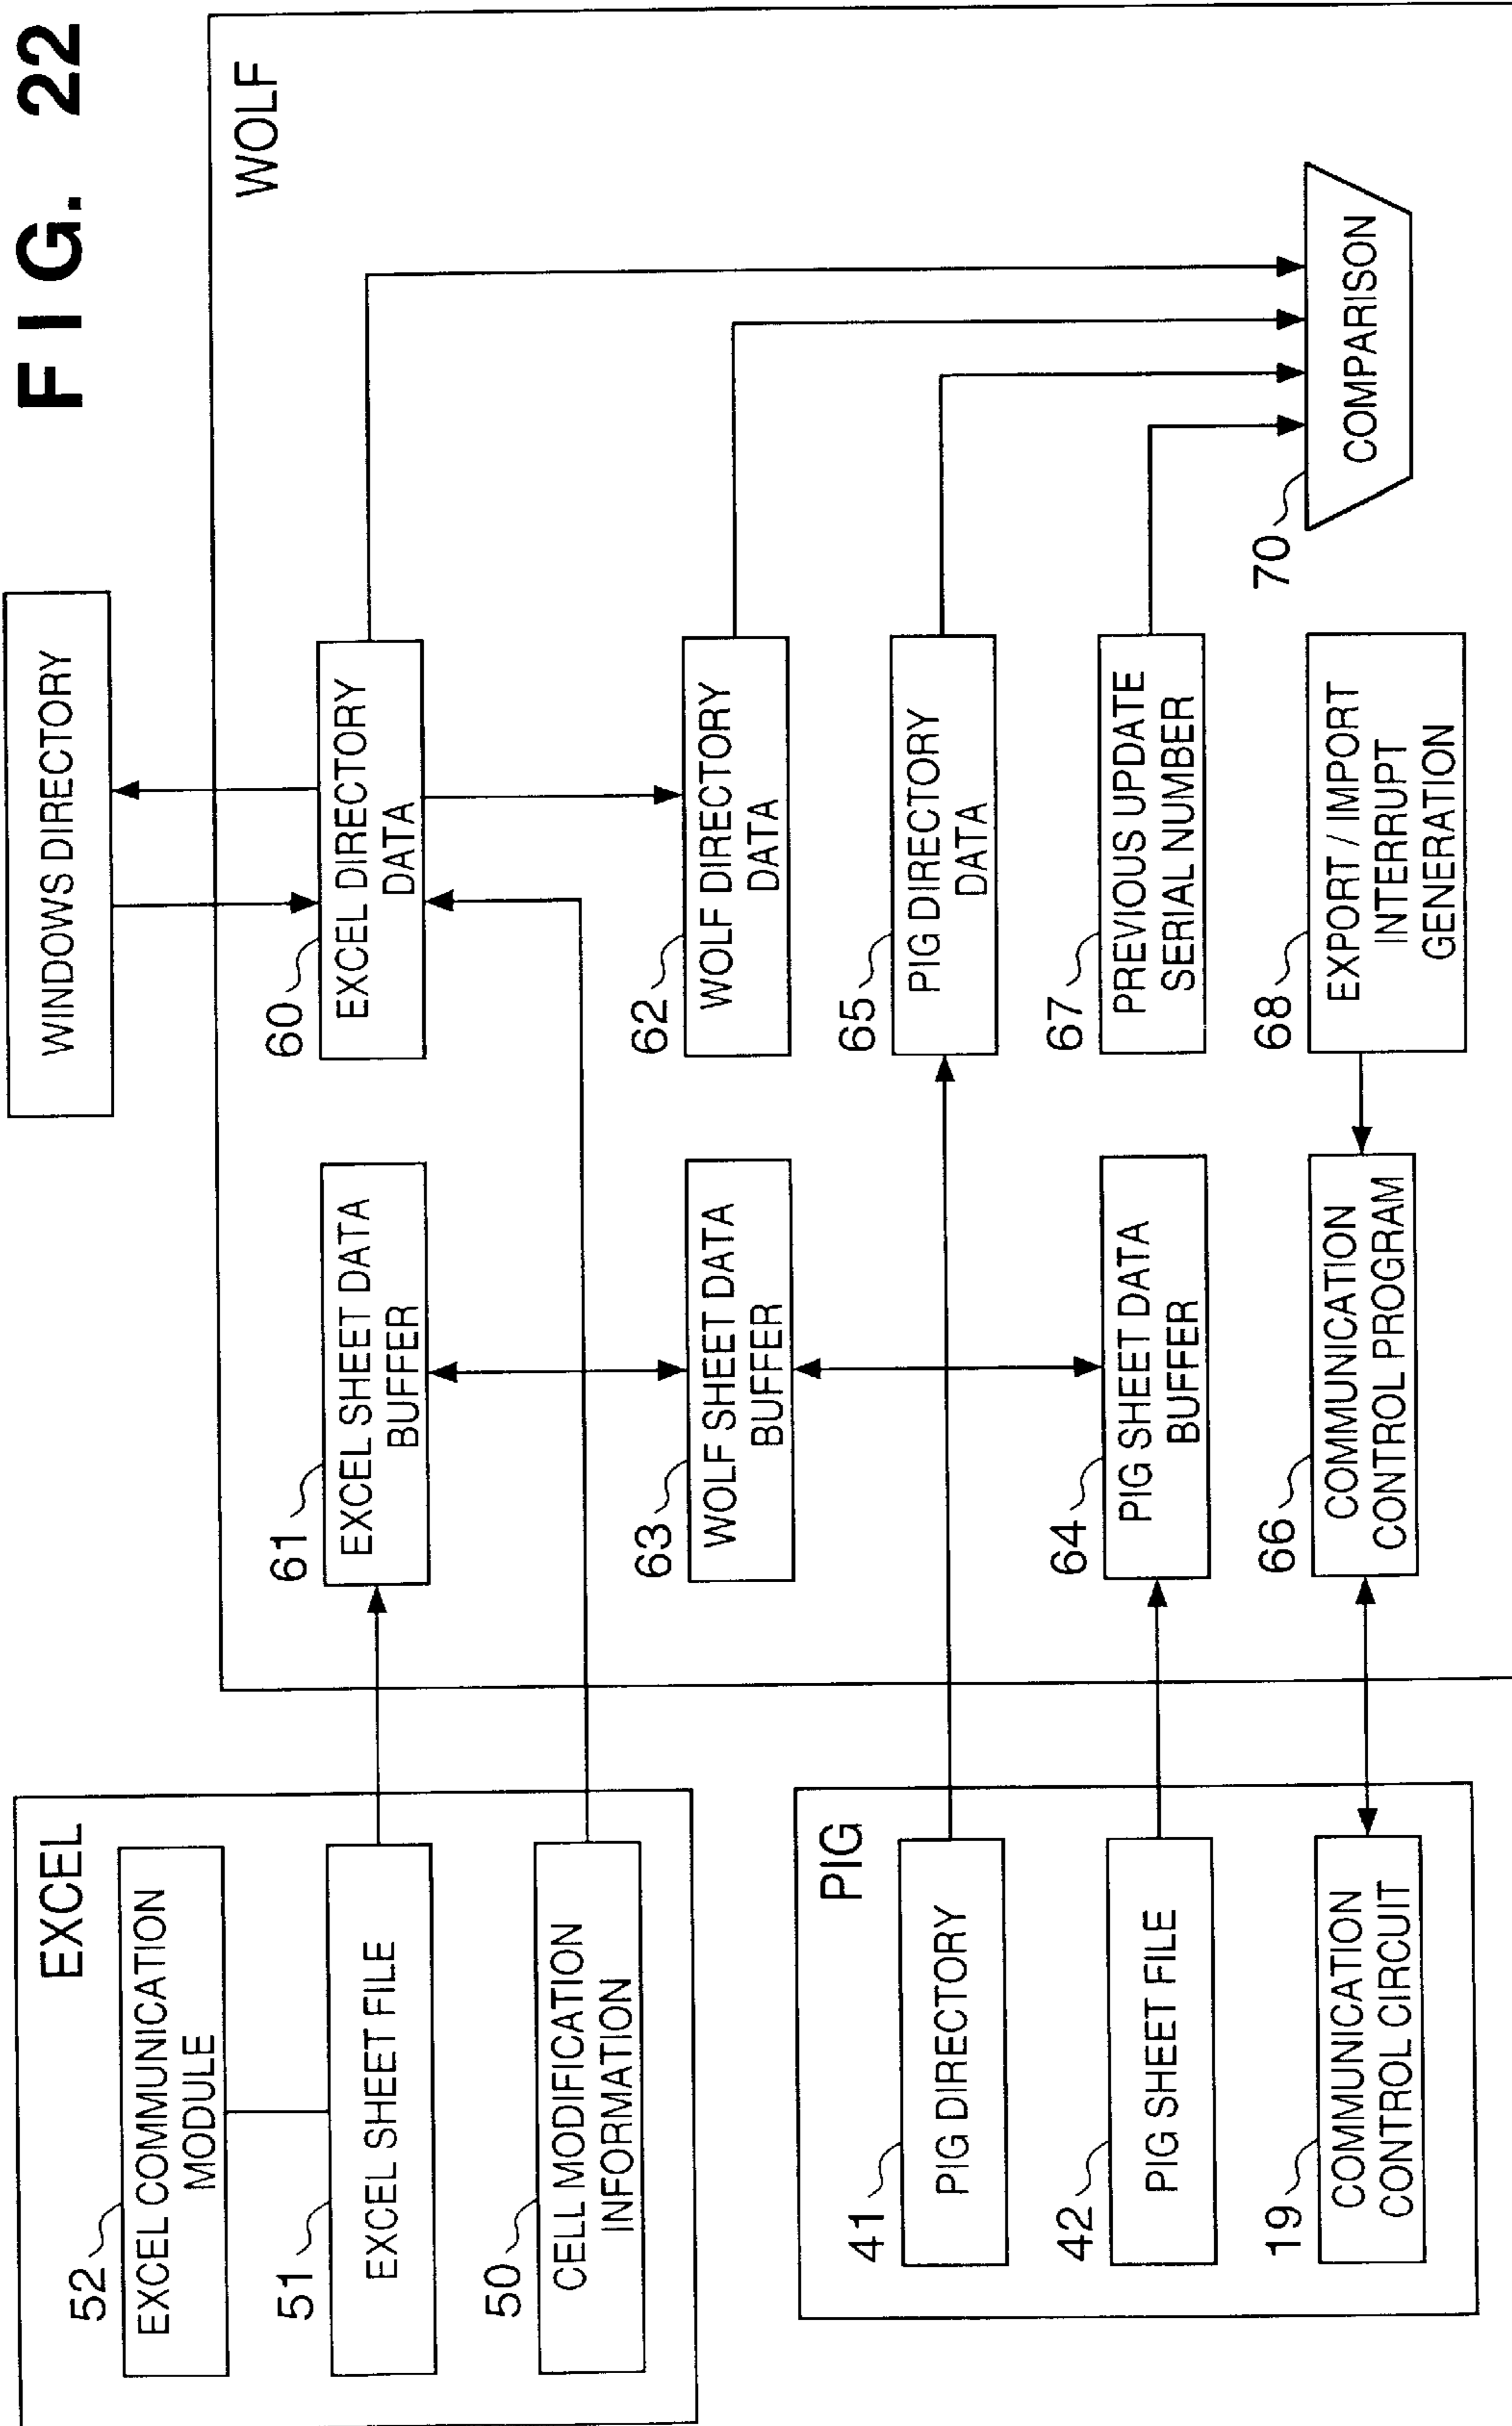 FIG. 22
WINDOWS DIRECTORY
WOLF
EXCEL
52
EXCEL COMMUNICATION
MODULE
51
EXCEL SHEET FILE
50
CELL MODIFICATION
INFORMATION
61
EXCEL SHEET DATA
BUFFER
60
EXCEL DIRECTORY
DATA
63
WOLF SHEET DATA
BUFFER
62
WOLF DIRECTORY
DATA
PIG
41
PIG DIRECTORY
42
PIG SHEET FILE
19
COMMUNICATION
CONTROL CIRCUIT
65
PIG DIRECTORY
DATA
64
PIG SHEET DATA
BUFFER
67
PREVIOUS UPDATE
SERIAL NUMBER
66
COMMUNICATION
CONTROL PROGRAM
68
EXPORT / IMPORT
INTERRUPT
GENERATION
70
COMPARISON